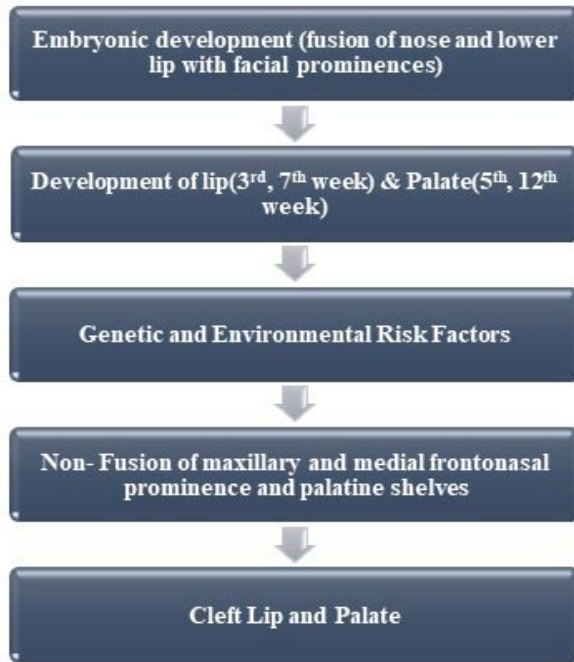 Embryonic development (fusion of nose and lower
lip with facial prominences)
Development of lip(3rd, 7th week) & Palate(5th, 12th
week)
Genetic and Environmental Risk Factors
Non- Fusion of maxillary and medial frontonasal
prominence and palatine shelves
Cleft Lip and Palate